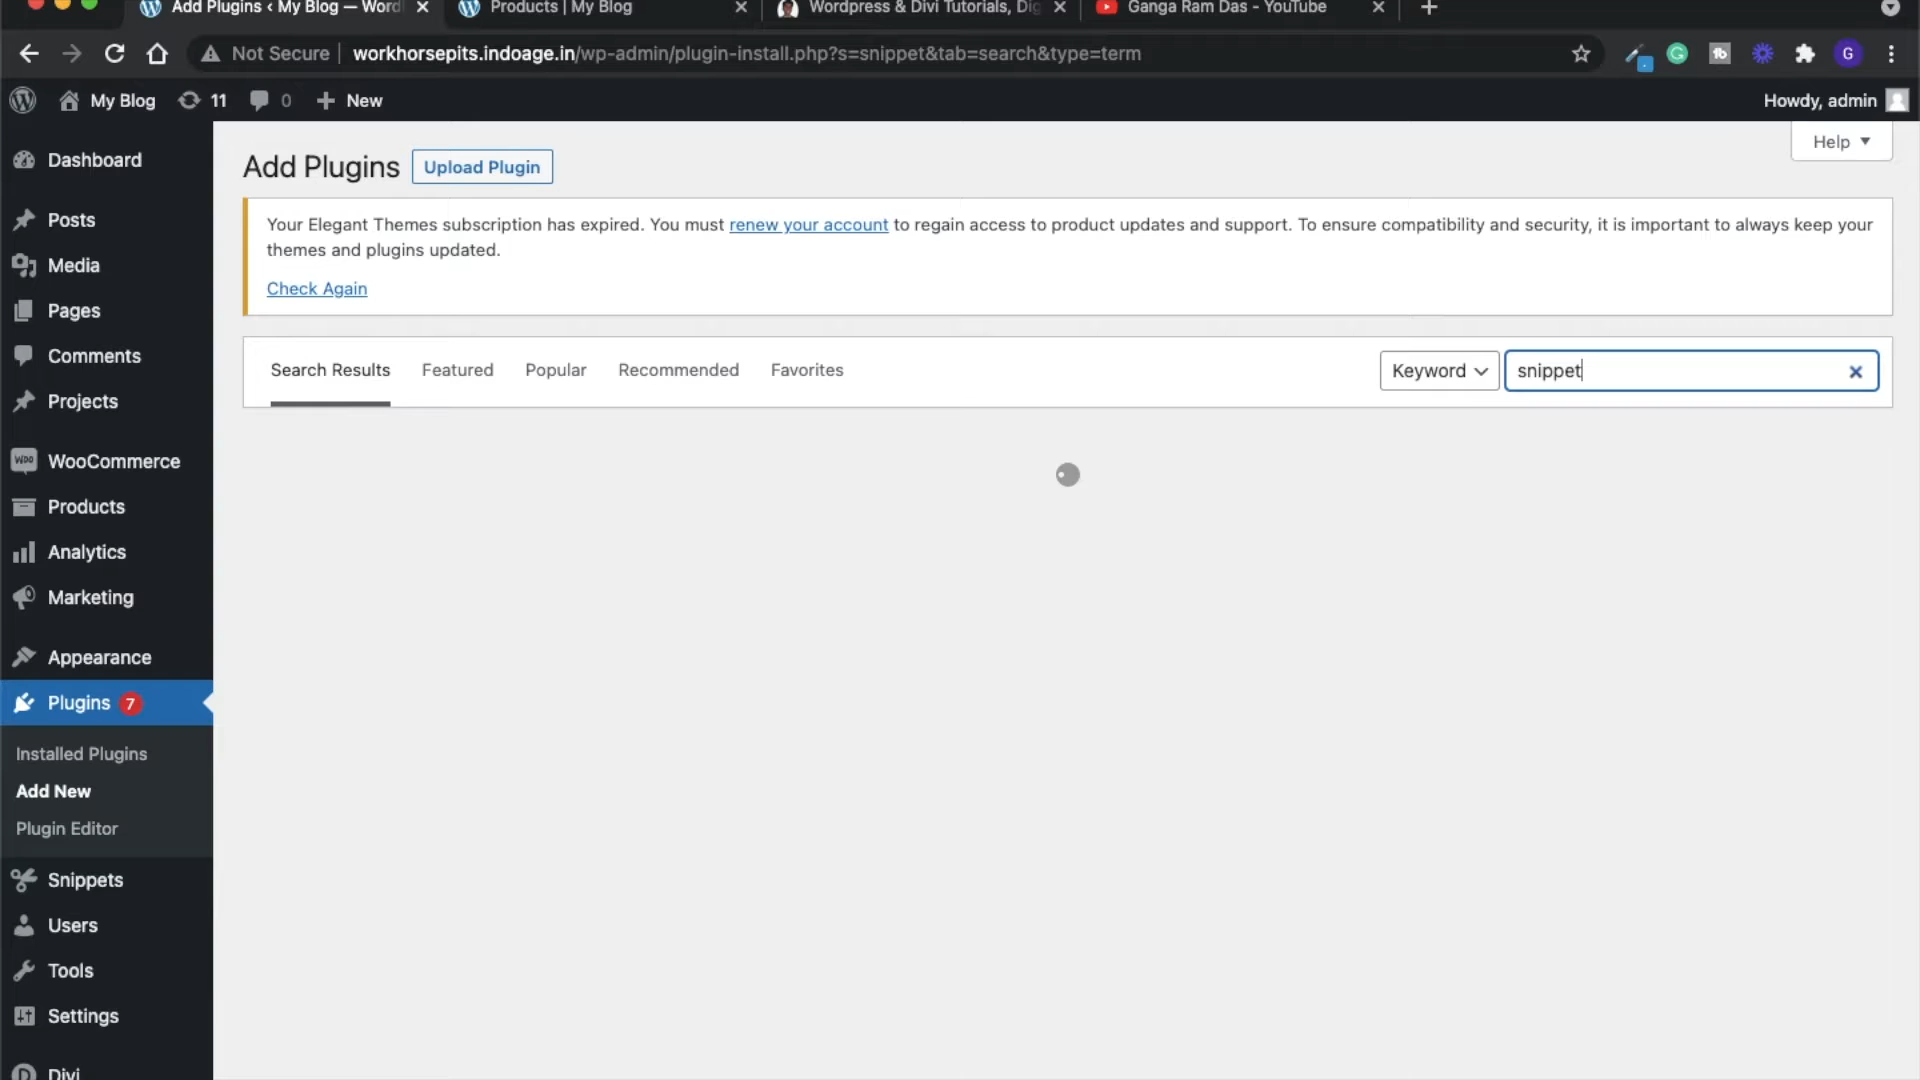 Add Plugins ‹ My Blog — Word
Products | My Blog
Wordpress & Divi Tutorials, Dig
Ganga Ram Das - YouTube
Not Secure
workhorsepits.indoage.in/wp-admin/plugin-install.php?s=snippet&tab=search&type=term
G
My Blog
11
0
New
Howdy, admin
Help
Dashboard
Posts
Media
Pages
Comments
Projects
WooCommerce
Products
Analytics
Marketing
Appearance
Plugins 7
Installed Plugins
Add New
Plugin Editor
Snippets
Users
Tools
Settings
Divi
Add Plugins
Upload Plugin
Your Elegant Themes subscription has expired. You must renew your account to regain access to product updates and support. To ensure compatibility and security, it is important to always keep your
themes and plugins updated.
Check Again
Search Results
Featured
Popular
Recommended
Favorites
Keyword
snippet